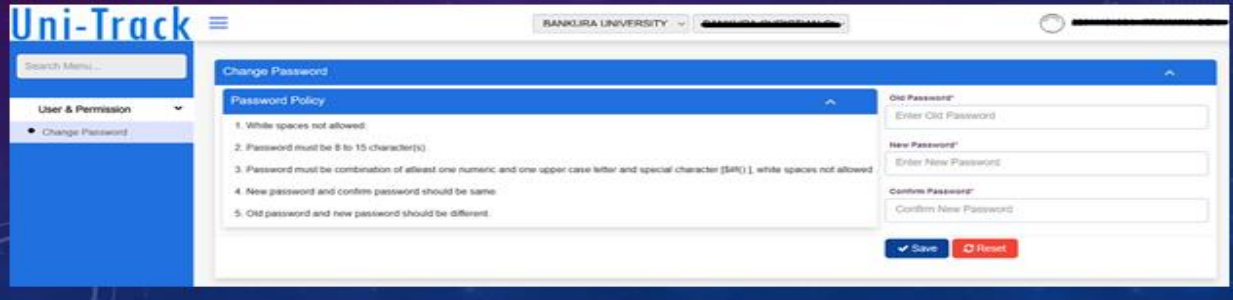 Uni-Track
BANKURA UNIVERSITY
Search Menu...
User & Permission
Change Password
Change Password
Password Policy
1. White spaces not allowed.
2. Password must be 8 to 15 character(s).
3. Password must be combination of atleast one numeric and one upper case letter and special character [$#!() ], white spaces not allowed
4. New password and confirm password should be same.
5. Old password and new password should be different.
Old Password*
Enter Old Password
New Password*
Enter New Password
Confirm Password*
Confirm New Password
Save
Reset